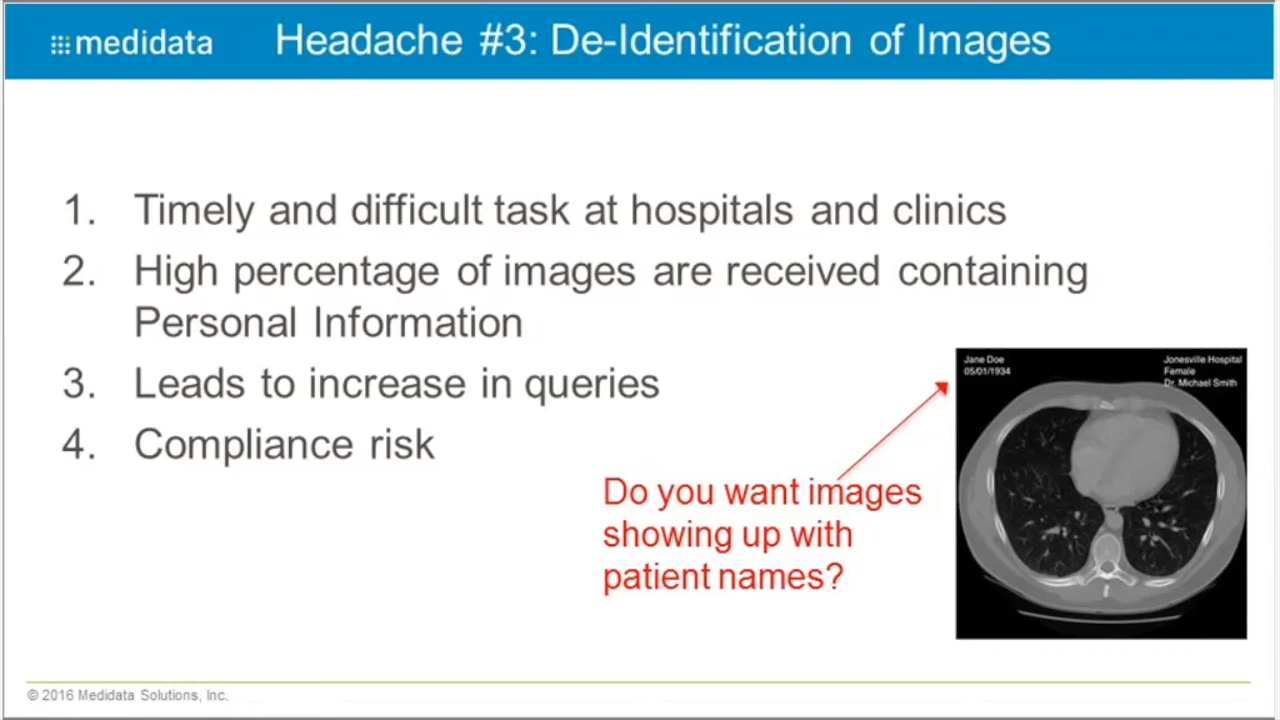 medidata
Headache #3: De-Identification of Images
1. Timely and difficult task at hospitals and clinics
2. High percentage of images are received containing
Personal Information
3. Leads to increase in queries
4. Compliance risk
Do you want images
showing up with
patient names?
Jane Doe
05/01/1934
Jonesville Hospital
Female
Dr. Michael Smith
© 2016 Medidata Solutions, Inc.